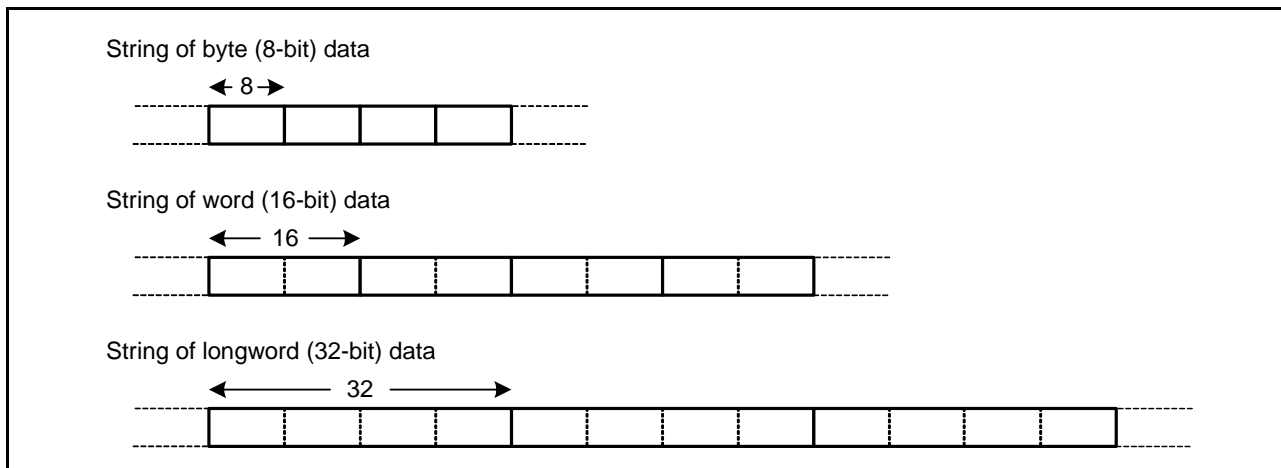 String of byte (8-bit) data
8
String of word (16-bit) data
16
String of longword (32-bit) data
32